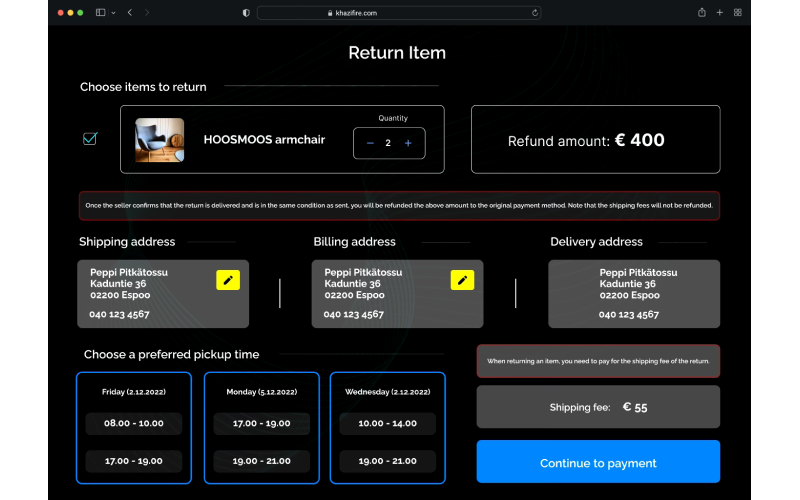 khazifire.com
Return Item
Choose items to return
Quantity
HOOSMOOS armchair
2
Refund amount: € 400
Once the seller confirms that the return is delivered and is in the same condition as sent, you will be refunded the above amount to the original payment method. Note that the shipping fees will not be refunded.
Shipping address
Peppi Pitkätossu
Kaduntie 36
02200 Espoo
040 123 4567
Billing address
Peppi Pitkätossu
Kaduntie 36
02200 Espoo
040 123 4567
Delivery address
Peppi Pitkätossu
Kaduntie 36
02200 Espoo
040 123 4567
Choose a preferred pickup time
Friday (2.12.2022)
08.00 - 10.00
17.00 - 19.00
Monday (5.12.2022)
17.00 - 19.00
19.00 - 21.00
Wednesday (2.12.2022)
10.00 - 14.00
19.00 - 21.00
When returning an item, you need to pay for the shipping fee of the return.
Shipping fee: € 55
Continue to payment